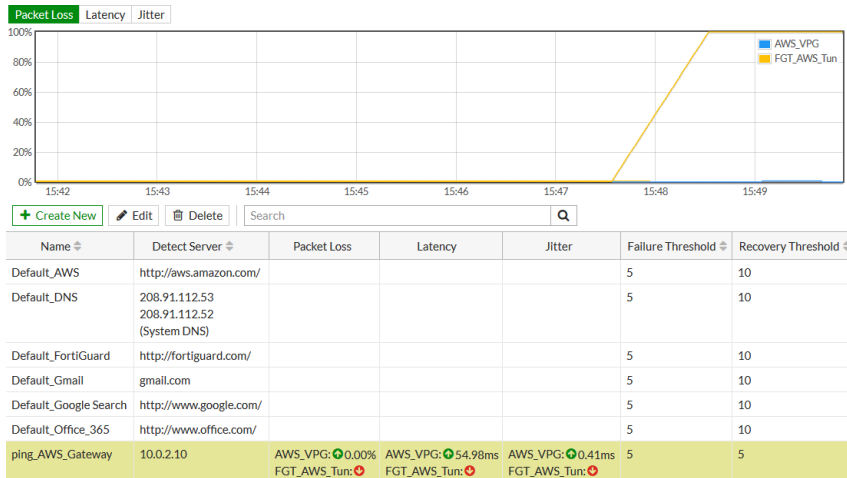 Packet Loss Latency Jitter
100%
AWS_VPG
80%
FGT_AWS_Tun
60%
40%
20%
0%
15:42 15:43 15:44 15:45 15:46 15:47 15:48 15:49
Create New Edit Delete Search
Name Detect Server Packet Loss Latency Jitter Failure Threshold Recovery Threshold
Default_AWS http://aws.amazon.com/ 5 10
Default_DNS 208.91.112.53 5 10
208.91.112.52
(System DNS)
Default_FortiGuard http://fortiguard.com/ 5 10
Default_Gmail gmail.com 5 10
Default_Google Search http://www.google.com/ 5 10
Default_Office_365 http://www.office.com/ 5 10
ping_AWS_Gateway 10.0.2.10 AWS_VPG: 0.00% AWS_VPG: 54.98ms AWS_VPG: 0.41ms 5 5
FGT_AWS_Tun: FGT_AWS_Tun: FGT_AWS_Tun: